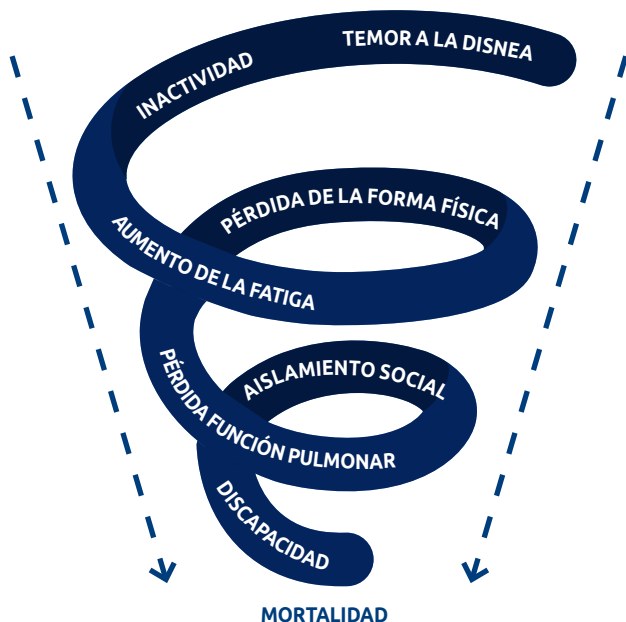 TEMOR A LA DISNEA
INACTIVIDAD
AUMENTO DE LA FATIGA
PÉRDIDA DE LA FORMA FÍSICA
PÉRDIDA FUNCIÓN PULMONAR
AISLAMIENTO SOCIAL
DISCAPACIDAD
MORTALIDAD